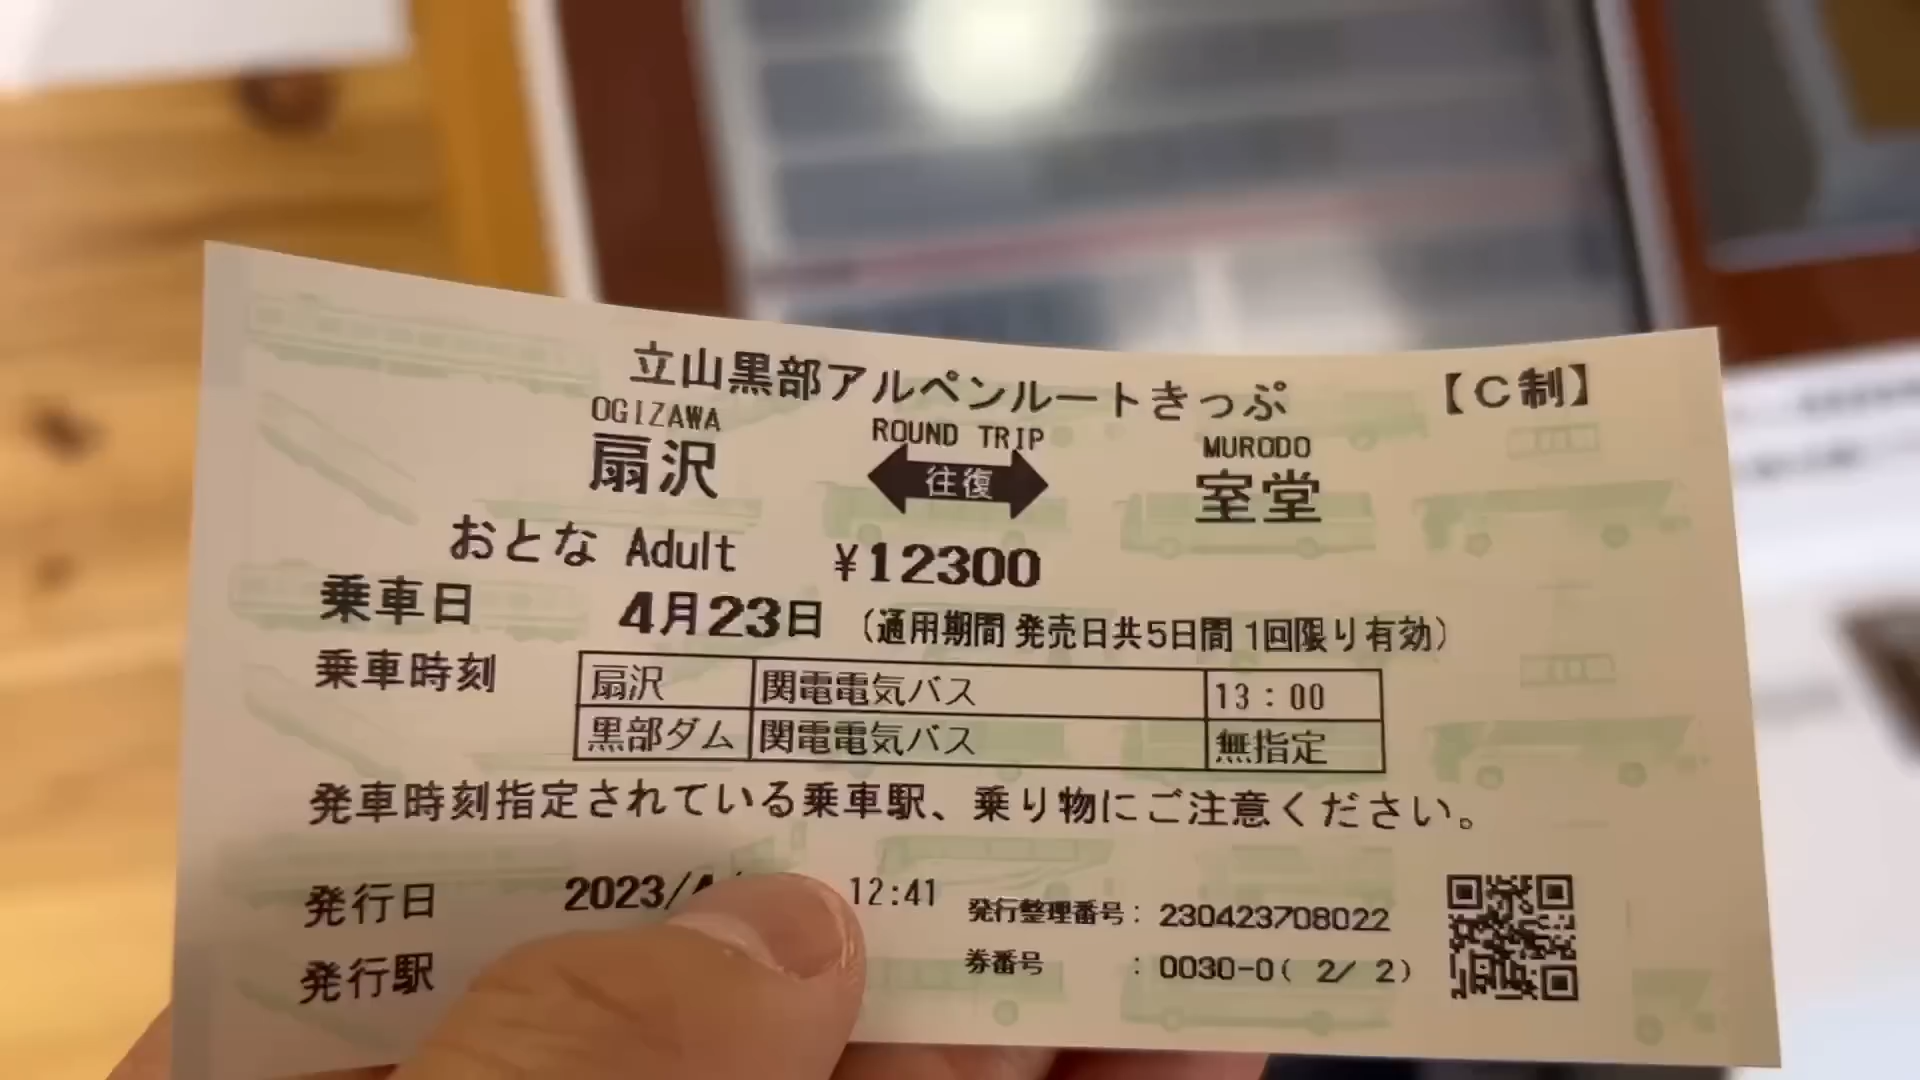 立山黒部アルペンルートきっぷ 【C制】
OGIZAWA ROUND TRIP MURODO
扇沢 往復 室堂
おとな Adult ¥12300
乗車日 4月23日 (通用期間 発売日共5日間 1回限り有効)
乗車時刻 扇沢 関電電気バス 13:00
黒部ダム 関電電気バス 無指定
発車時刻指定されている乗車駅、乗り物にご注意ください。
発行日 2023/4/ 12:41 発行整理番号: 230423708022
発行駅 券番号 : 0030-0( 2/ 2)